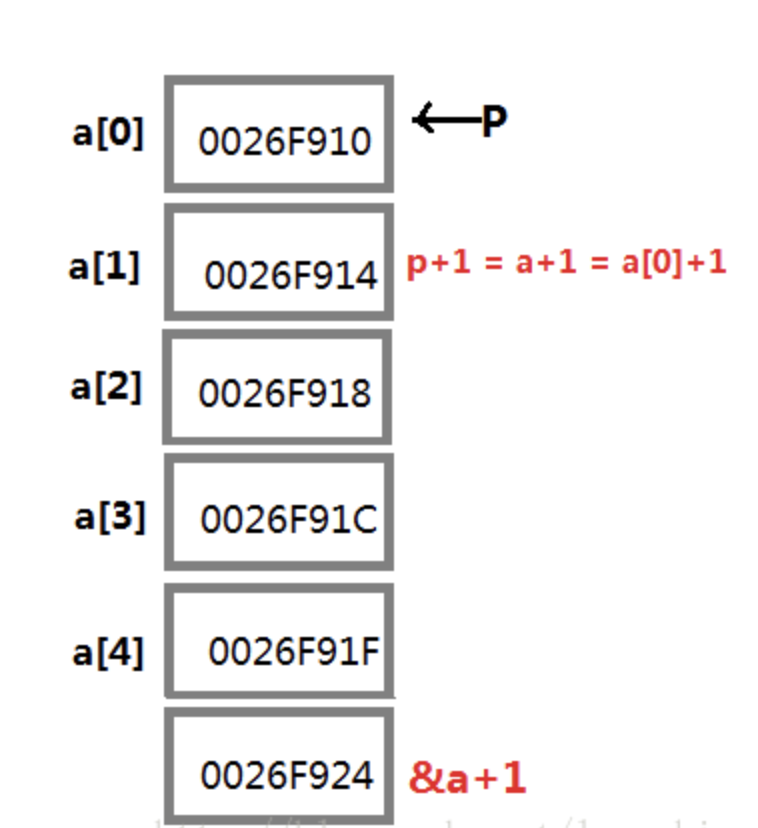 a[0] 0026F910 ←P
a[1] 0026F914 p+1 = a+1 = a[0]+1
a[2] 0026F918
a[3] 0026F91C
a[4] 0026F91F
0026F924 &a+1